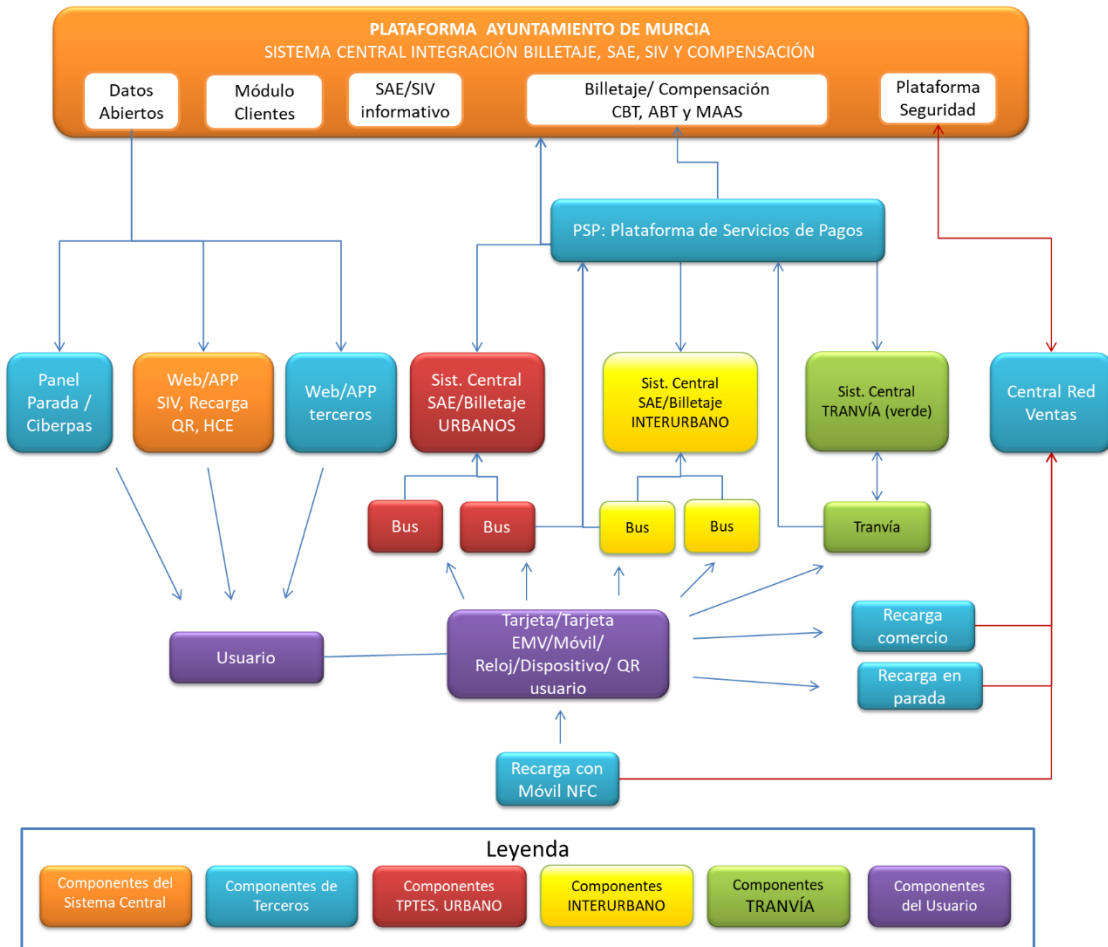 PLATAFORMA AYUNTAMIENTO DE MURCIA
SISTEMA CENTRAL INTEGRACIÓN BILLETAJE, SAE, SIV Y COMPENSACIÓN
Datos
Abiertos
Módulo
Clientes
SAE/SIV
informativo
Billetaje/ Compensación
CBT, ABT y MAAS
Plataforma
Seguridad
PSP: Plataforma de Servicios de Pagos
Panel
Parada /
Ciberpas
Web/APP
SIV, Recarga
QR, HCE
Web/APP
terceros
Sist. Central
SAE/Billetaje
URBANOS
Sist. Central
SAE/Billetaje
INTERURBANO
Sist. Central
TRANVÍA (verde)
Central Red
Ventas
Bus
Bus
Bus
Bus
Tranvía
Usuario
Tarjeta/Tarjeta
EMV/Móvil/
Reloj/Dispositivo/ QR
usuario
Recarga
comercio
Recarga en
parada
Recarga con
Móvil NFC
Leyenda
Componentes del
Sistema Central
Componentes de
Terceros
Componentes
TPTES. URBANO
Componentes
INTERURBANO
Componentes
TRANVÍA
Componentes
del Usuario